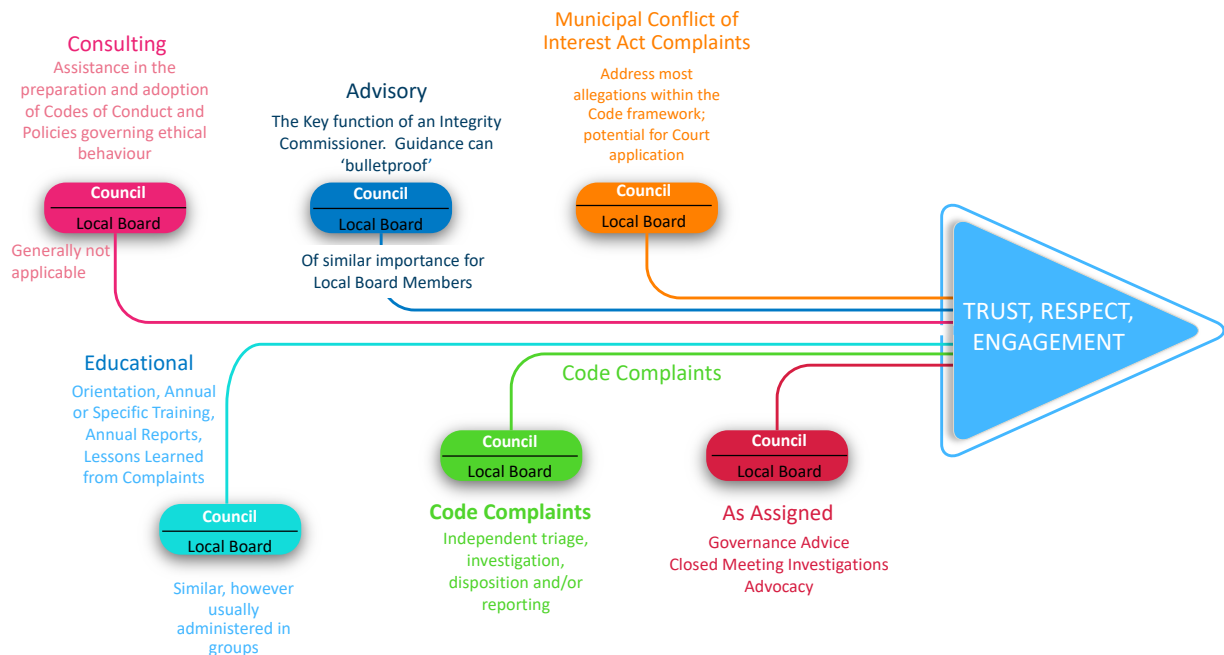 Consulting
Assistance in the
preparation and adoption
of Codes of Conduct and
Policies governing ethical
behaviour
Council
Local Board
Generally not
applicable
Advisory
The Key function of an Integrity
Commissioner.  Guidance can
‘bulletproof’
Council
Local Board
Of similar importance for
Local Board Members
Municipal Conflict of
Interest Act Complaints
Address most
allegations within the
Code framework;
potential for Court
application
Council
Local Board
TRUST, RESPECT,
ENGAGEMENT
Educational
Orientation, Annual
or Specific Training,
Annual Reports,
Lessons Learned
from Complaints
Council
Local Board
Similar, however
usually
administered in
groups
Code Complaints
Council
Local Board
Code Complaints
Independent triage,
investigation,
disposition and/or
reporting
Council
Local Board
As Assigned
Governance Advice
Closed Meeting Investigations
Advocacy